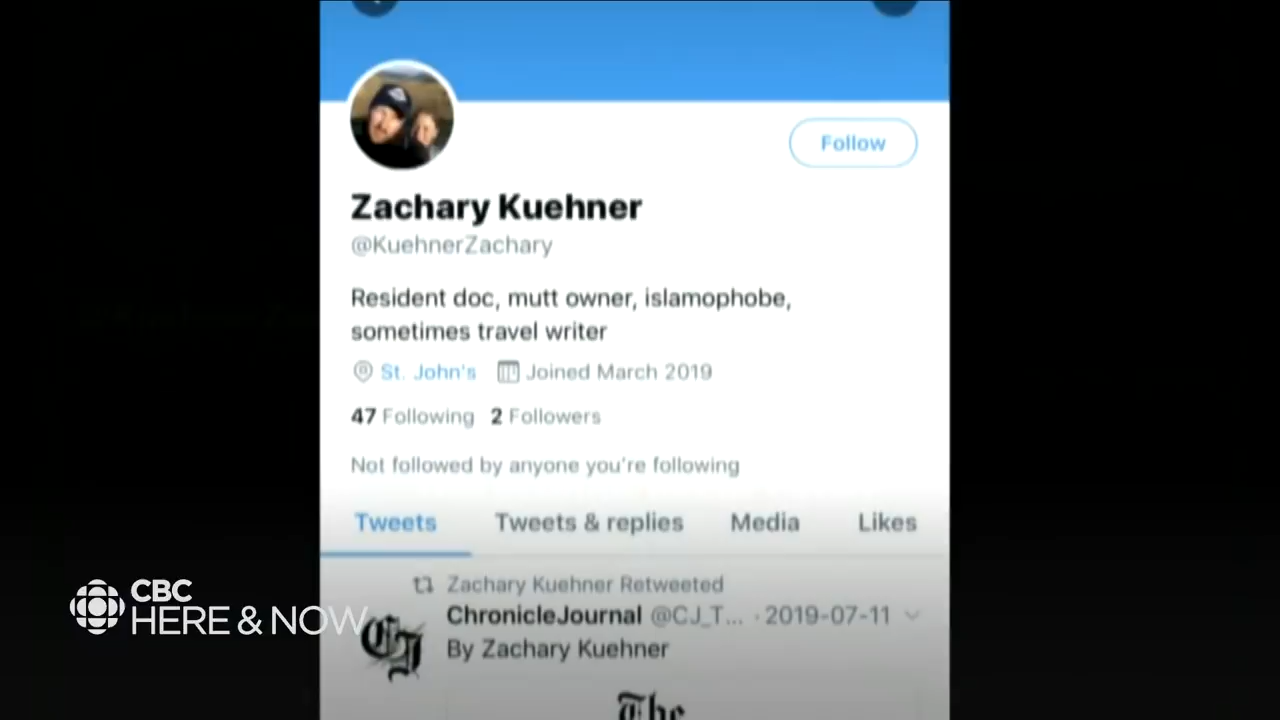 Follow
Zachary Kuehner
@KuehnerZachary
Resident doc, mutt owner, islamophobe,
sometimes travel writer
St. John's Joined March 2019
47 Following 2 Followers
Not followed by anyone you're following
Tweets Tweets & replies Media Likes
Zachary Kuehner Retweeted
ChronicleJournal @CJ_T... · 2019-07-11
By Zachary Kuehner
CJ
The
CBC
HERE & NOW